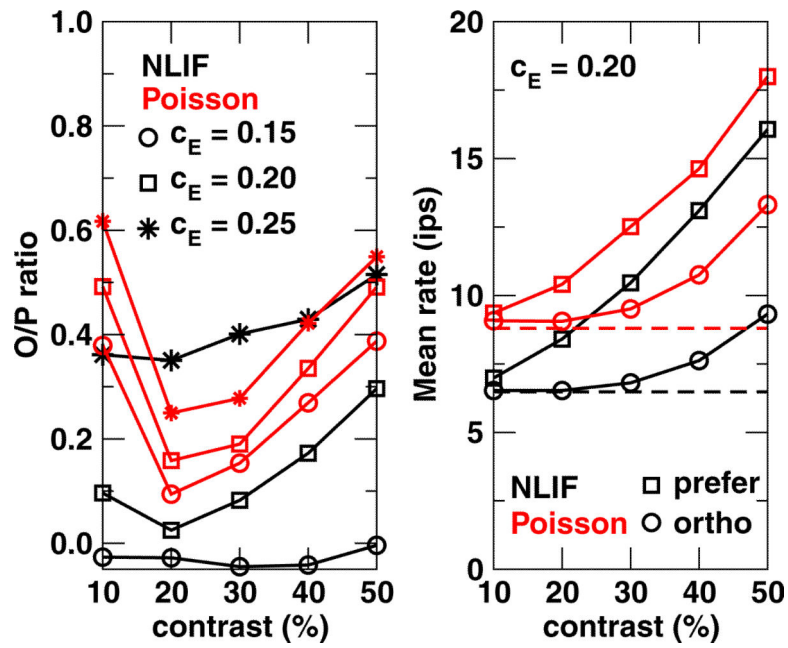 1.0
0.8
0.6
0.4
0.2
0.0
O/P ratio
NLIF
Poisson
c_E = 0.15
c_E = 0.20
c_E = 0.25
10 20 30 40 50
contrast (%)
20
15
10
5
0
Mean rate (ips)
c_E = 0.20
NLIF prefer
Poisson ortho
10 20 30 40 50
contrast (%)